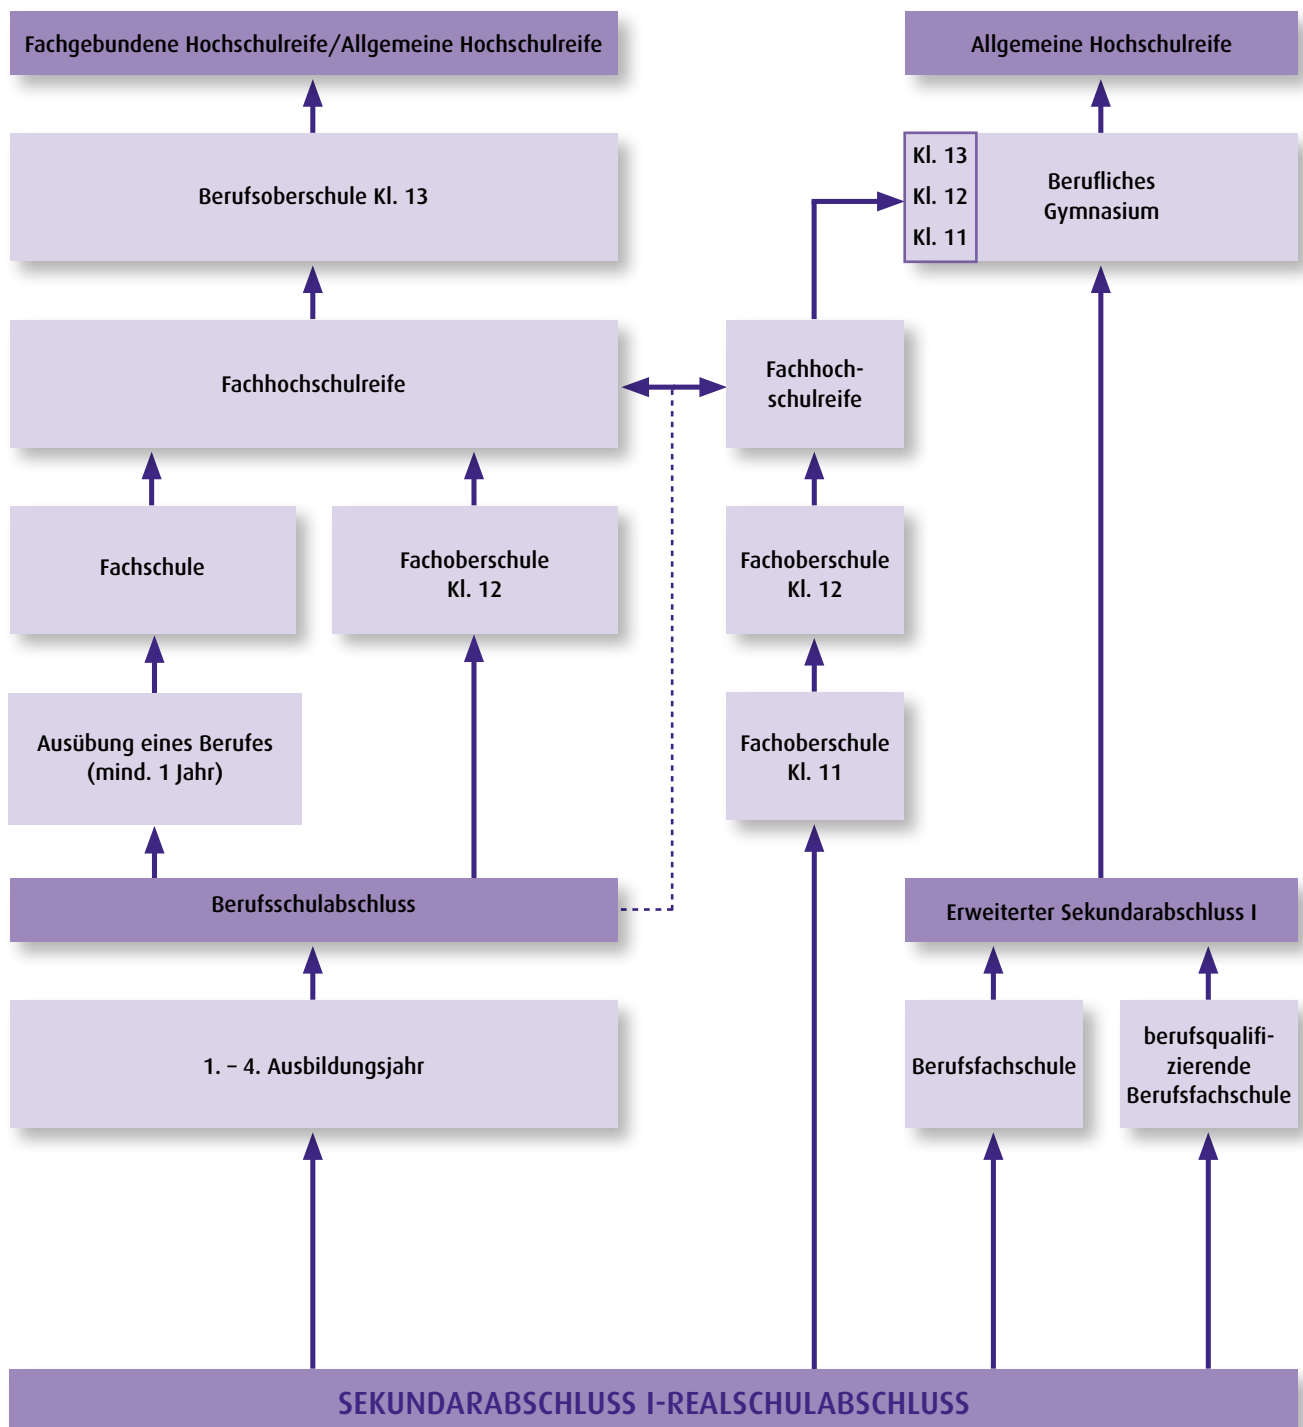 Fachgebundene Hochschulreife/Allgemeine Hochschulreife
Allgemeine Hochschulreife
Berufsoberschule Kl. 13
Kl. 13
Kl. 12
Kl. 11
Berufliches
Gymnasium
Fachhochschulreife
Fachhoch-
schulreife
Fachschule
Fachoberschule
Kl. 12
Fachoberschule
Kl. 12
Ausübung eines Berufes
(mind. 1 Jahr)
Fachoberschule
Kl. 11
Berufsschulabschluss
Erweiterter Sekundarabschluss I
1. – 4. Ausbildungsjahr
Berufsfachschule
berufsqualifi-
zierende
Berufsfachschule
SEKUNDARABSCHLUSS I-REALSCHULABSCHLUSS